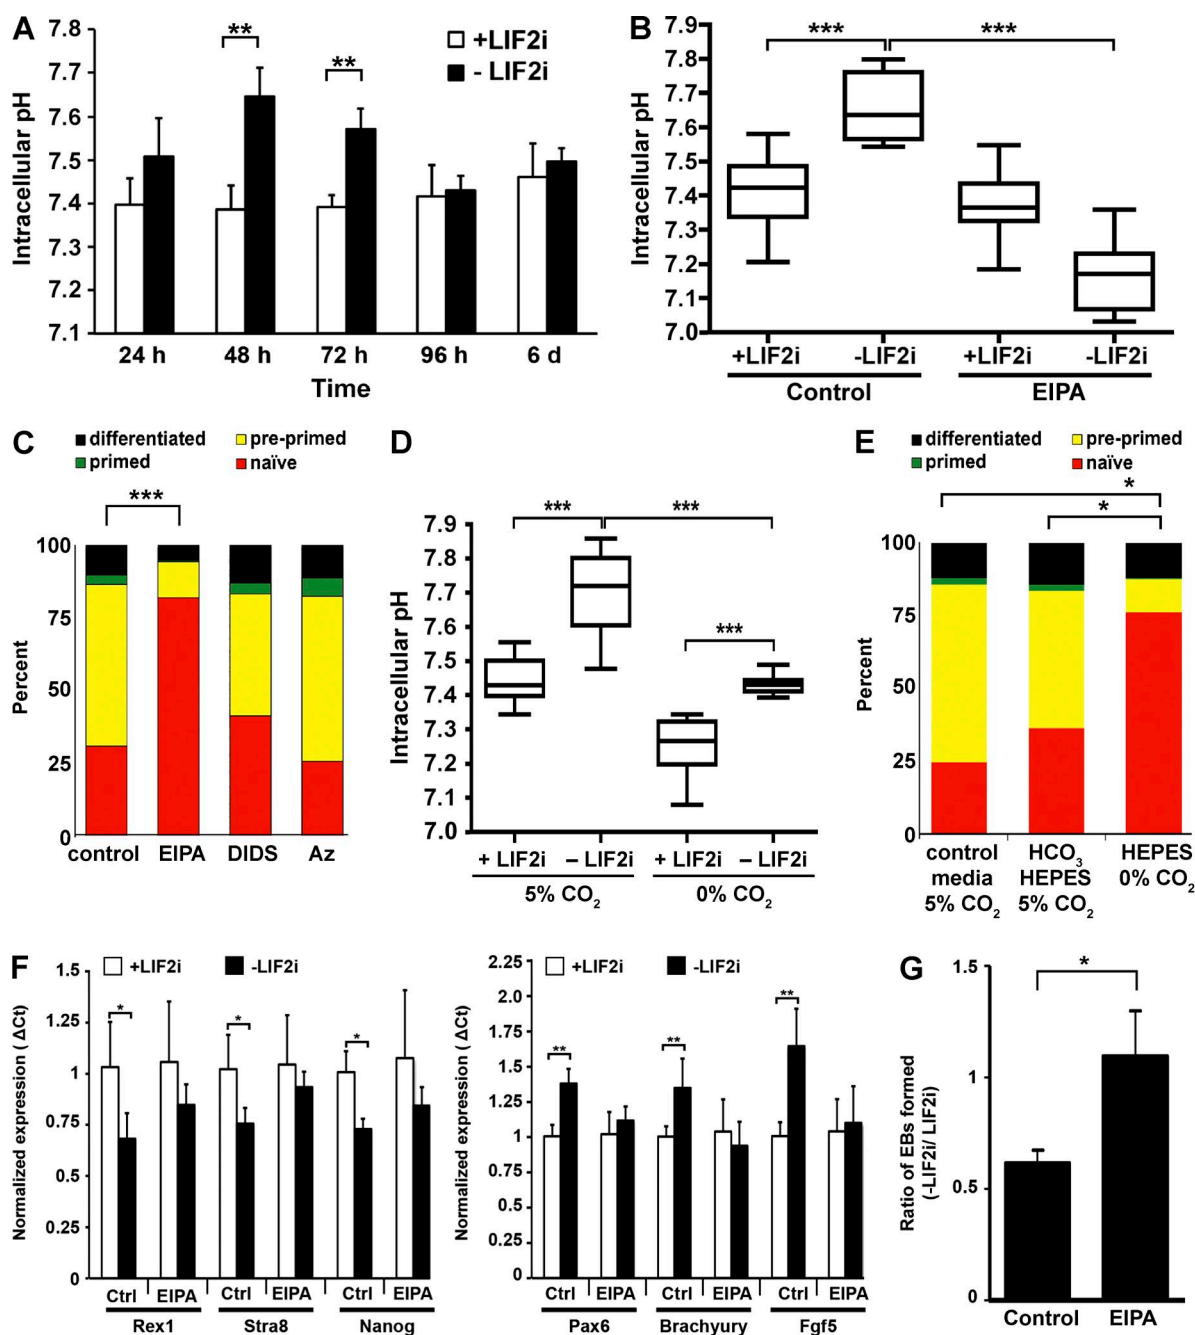 A
7.8
7.7
7.6
7.5
7.4
7.3
7.2
7.1
Intracellular pH
**
**
+LIF2i
- LIF2i
24 h 48 h 72 h 96 h 6 d
Time
B
7.9
7.8
7.7
7.6
7.5
7.4
7.3
7.2
7.1
7.0
Intracellular pH
*** ***
+LIF2i -LIF2i +LIF2i -LIF2i
Control EIPA
C
differentiated pre-primed
primed naïve
***
100
75
50
25
0
Percent
control EIPA DIDS Az
D
7.9
7.8
7.7
7.6
7.5
7.4
7.3
7.2
7.1
7.0
Intracellular pH
*** ***
***
+ LIF2i – LIF2i + LIF2i – LIF2i
5% CO2 0% CO2
E
differentiated pre-primed
primed naïve
*
*
100
75
50
25
0
Percent
control
media
5% CO2
HCO3
HEPES
5% CO2
HEPES
0% CO2
F
+LIF2i -LIF2i
1.5
1.25
1
0.75
0.5
0.25
0
Normalized expression ( ΔCt)
* * *
Ctrl EIPA Ctrl EIPA Ctrl EIPA
Rex1 Stra8 Nanog
+LIF2i -LIF2i
2.25
2.0
1.75
1.5
1.25
1
0.75
0.5
0.25
0
Normalized expression ( ΔCt)
** ** **
Ctrl EIPA Ctrl EIPA Ctrl EIPA
Pax6 Brachyury Fgf5
G
1.5
1
0.5
0
Ratio of EBs formed
(-LIF2i/ LIF2i)
*
Control EIPA